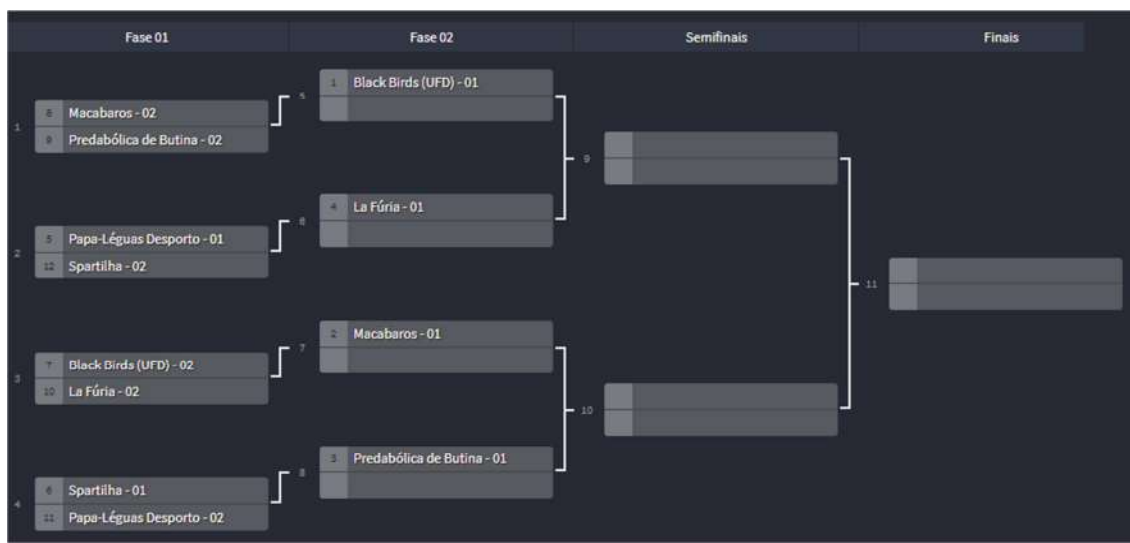 Fase 01
Fase 02
Semifinais
Finais
1
8 Macabaros - 02
9 Predabólica de Butina - 02
2
5 Papa-Léguas Desporto - 01
12 Spartilha - 02
3
7 Black Birds (UFD) - 02
10 La Fúria - 02
4
6 Spartilha - 01
11 Papa-Léguas Desporto - 02
5
1 Black Birds (UFD) - 01
6
4 La Fúria - 01
7
2 Macabaros - 01
8
3 Predabólica de Butina - 01
9
10
11